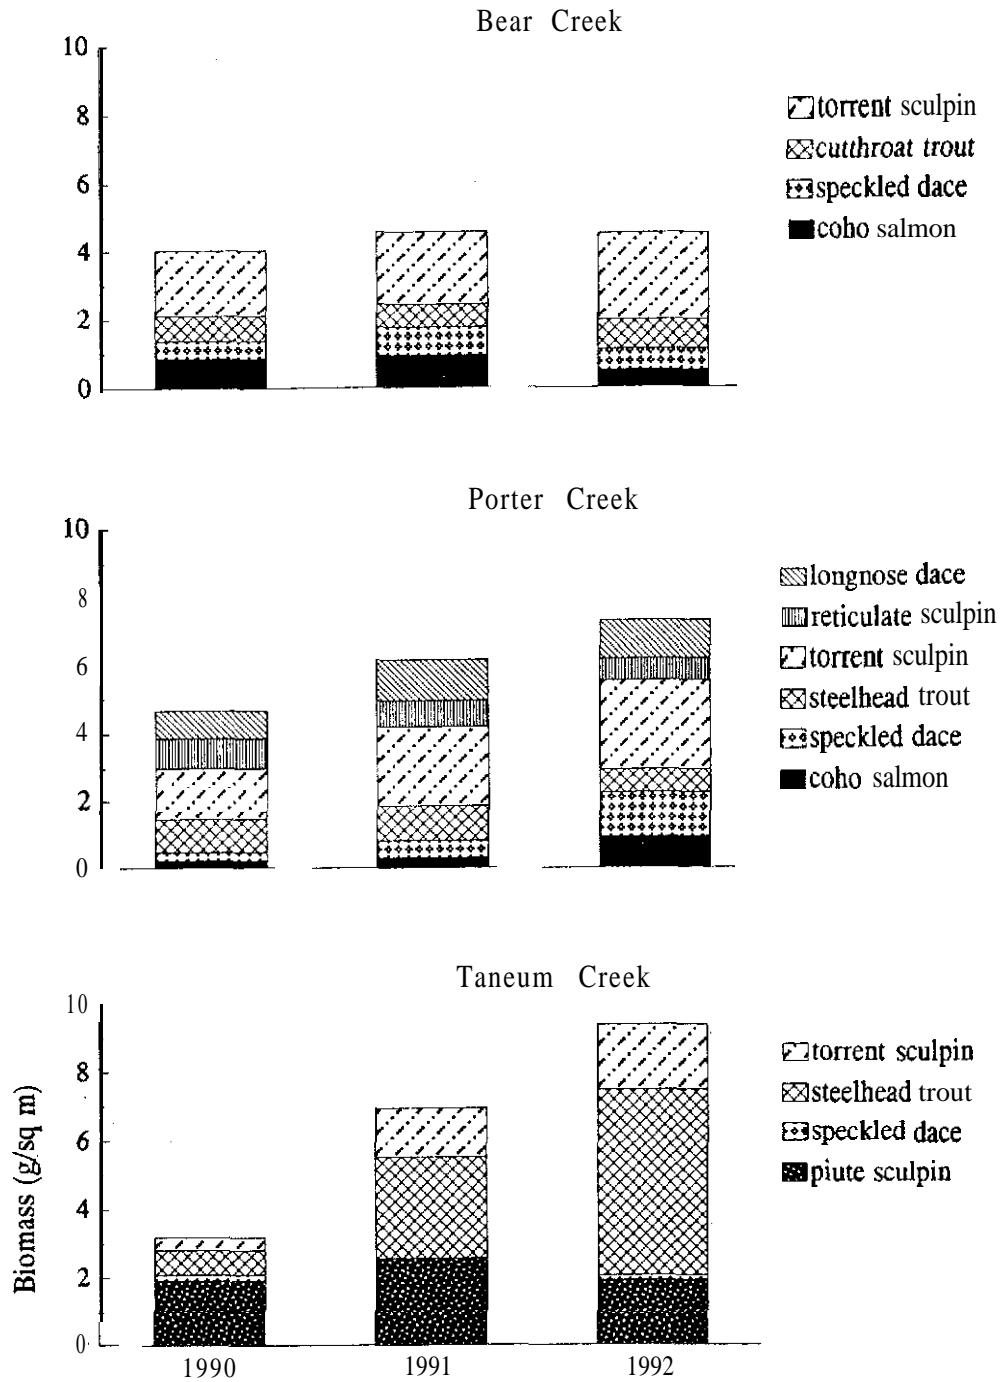 Bear Creek
10
8
6
4
2
0
torrent sculpin
cutthroat trout
speckled dace
coho salmon
Porter Creek
10
8
6
4
2
0
longnose dace
reticulate sculpin
torrent sculpin
steelhead trout
speckled dace
coho salmon
Taneum Creek
10
8
6
4
2
0
Biomass (g/sq m)
torrent sculpin
steelhead trout
speckled dace
piute sculpin
1990
1991
1992